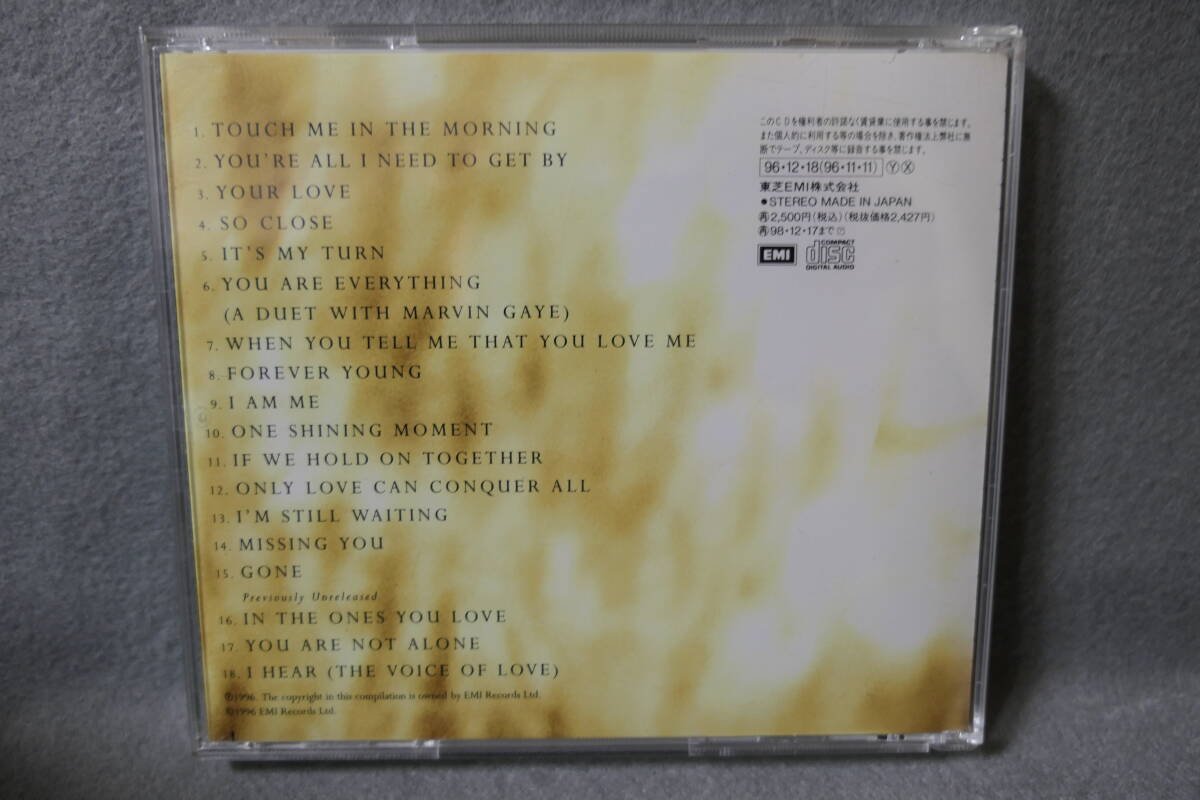 1. TOUCH ME IN THE MORNING
2. YOU'RE ALL I NEED TO GET BY
3. YOUR LOVE
4. SO CLOSE
5. IT'S MY TURN
6. YOU ARE EVERYTHING
(A DUET WITH MARVIN GAYE)
7. WHEN YOU TELL ME THAT YOU LOVE ME
8. FOREVER YOUNG
9. I AM ME
10. ONE SHINING MOMENT
11. IF WE HOLD ON TOGETHER
12. ONLY LOVE CAN CONQUER ALL
13. I'M STILL WAITING
14. MISSING YOU
15. GONE
Previously Unreleased
16. IN THE ONES YOU LOVE
17. YOU ARE NOT ALONE
18. I HEAR (THE VOICE OF LOVE)
℗1996. The copyright in this compilation is owned by EMI Records Ltd.
©1996 EMI Records Ltd.
このCDを権利者の許諾なく賃貸業に使用する事を禁じます。
また個人的に利用する等の場合を除き、著作権法上弊社に無
断でテープ、ディスク等に録音する事を禁じます。
96・12・18(96・11・11) Ⓨ Ⓧ
東芝EMI株式会社
●STEREO MADE IN JAPAN
㋐2,500円(税込)(税抜価格2,427円)
㋐98・12・17まで
EMI COMPACT disc DIGITAL AUDIO